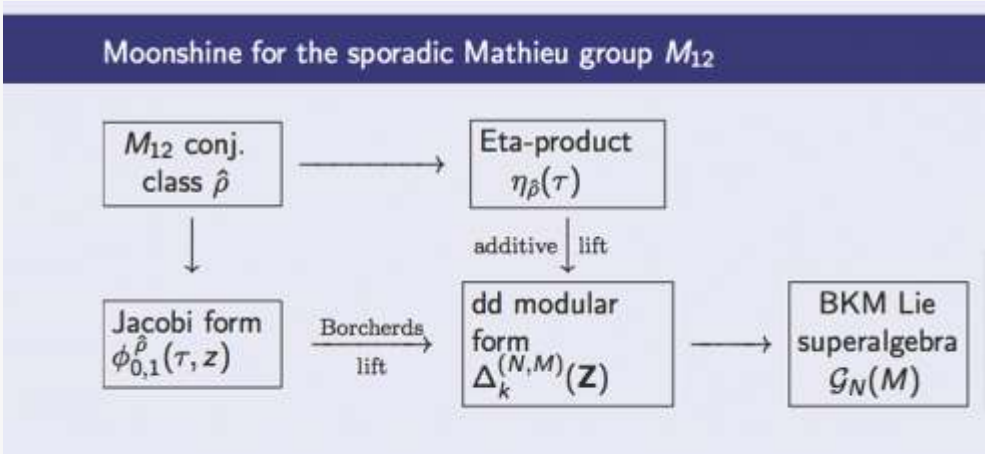 Moonshine for the sporadic Mathieu group M₁₂
M₁₂ conj.
class ρ̂
Eta-product
η_ρ̂(τ)
additive lift
Jacobi form
ϕ^ρ̂_{0,1}(τ, z)
Borcherds
lift
dd modular
form
Δ_k^{(N,M)}(𝐙)
BKM Lie
superalgebra
𝒢_N(M)